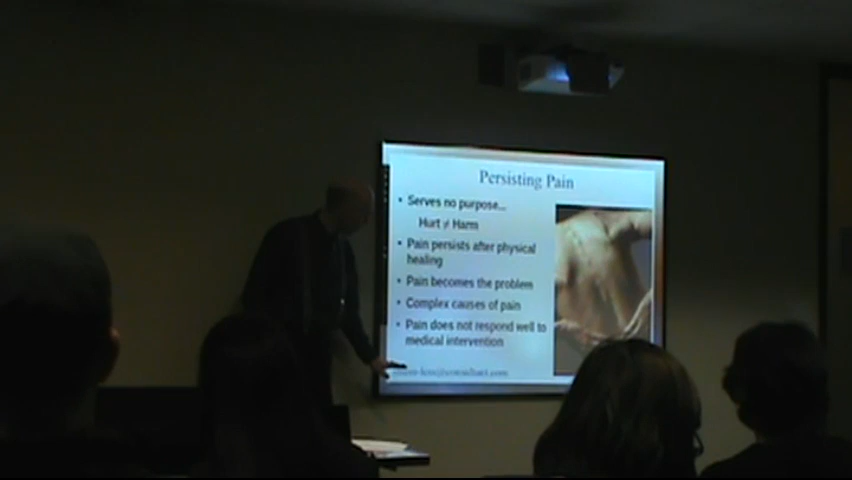 Persisting Pain
• Serves no purpose...
Hurt ≠ Harm
• Pain persists after physical
healing
• Pain becomes the problem
• Complex causes of pain
• Pain does not respond well to
medical intervention